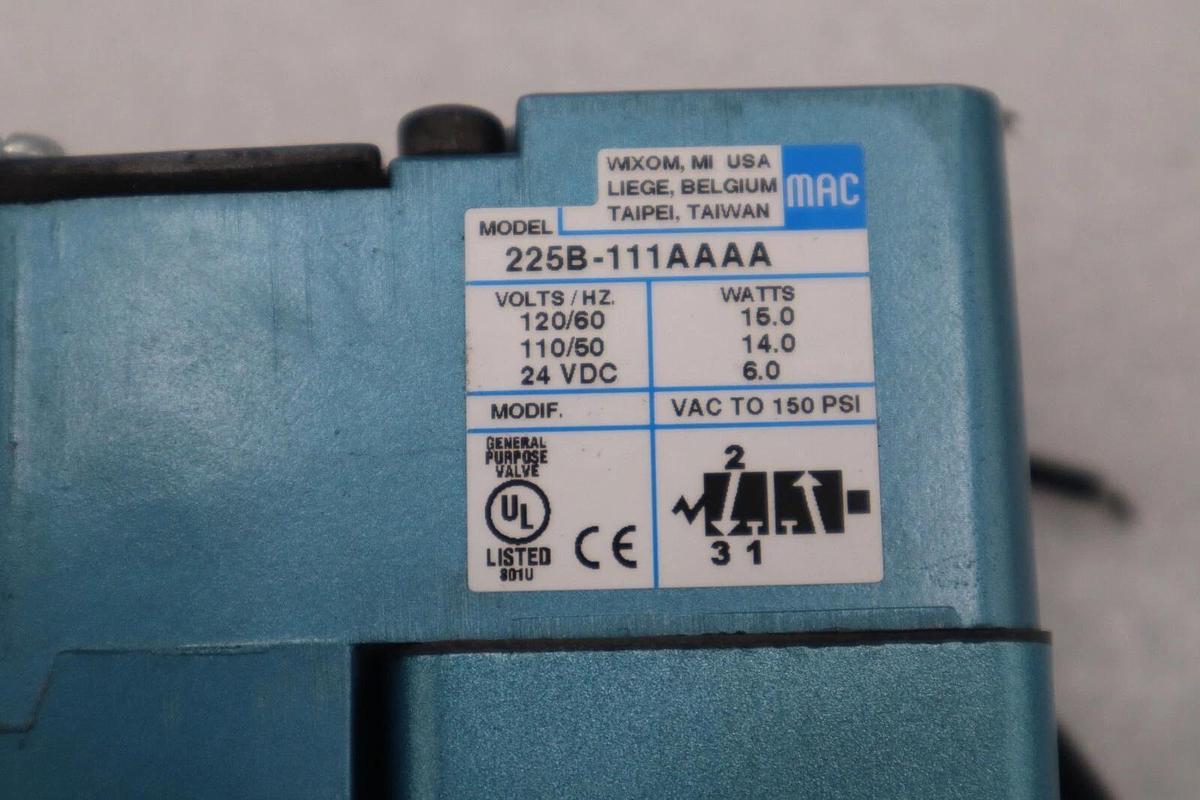 WIXOM, MI USA
LIEGE, BELGIUM
TAIPEI, TAIWAN
MAC
MODEL
225B-111AAAA
VOLTS / HZ.
120/60
110/50
24 VDC
WATTS
15.0
14.0
6.0
MODIF.
VAC TO 150 PSI
GENERAL
PURPOSE
VALVE
UL
LISTED
801U
CE
2
3 1